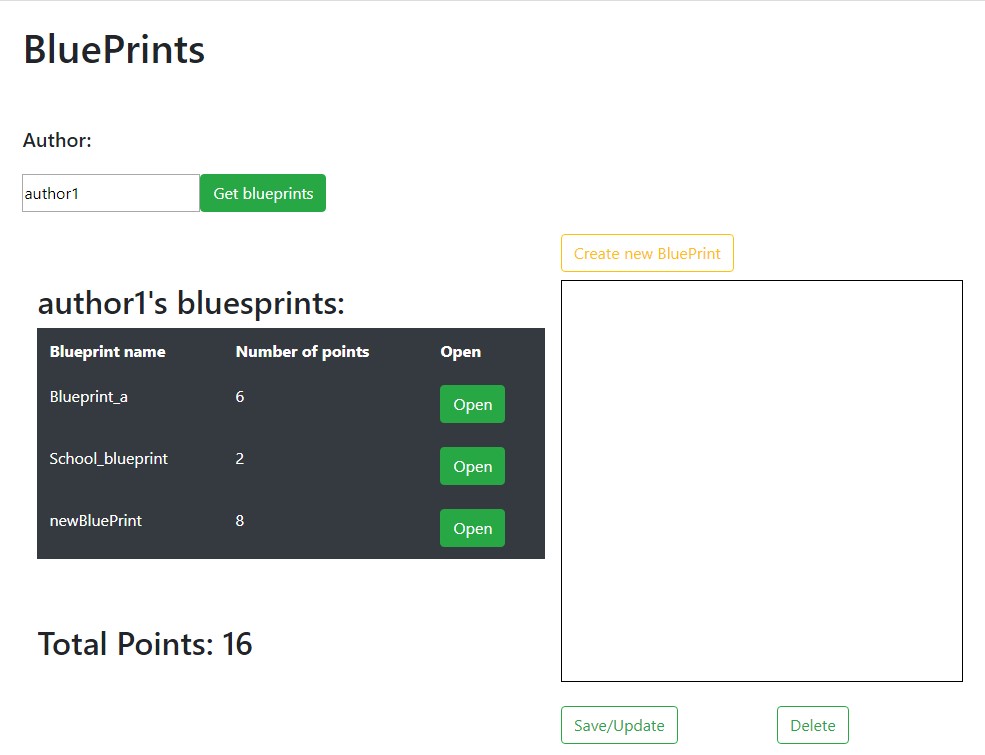 BluePrints
Author:
author1 Get blueprints
Create new BluePrint
author1's bluesprints:
Blueprint name Number of points Open
Blueprint_a 6 Open
School_blueprint 2 Open
newBluePrint 8 Open
Total Points: 16
Save/Update Delete